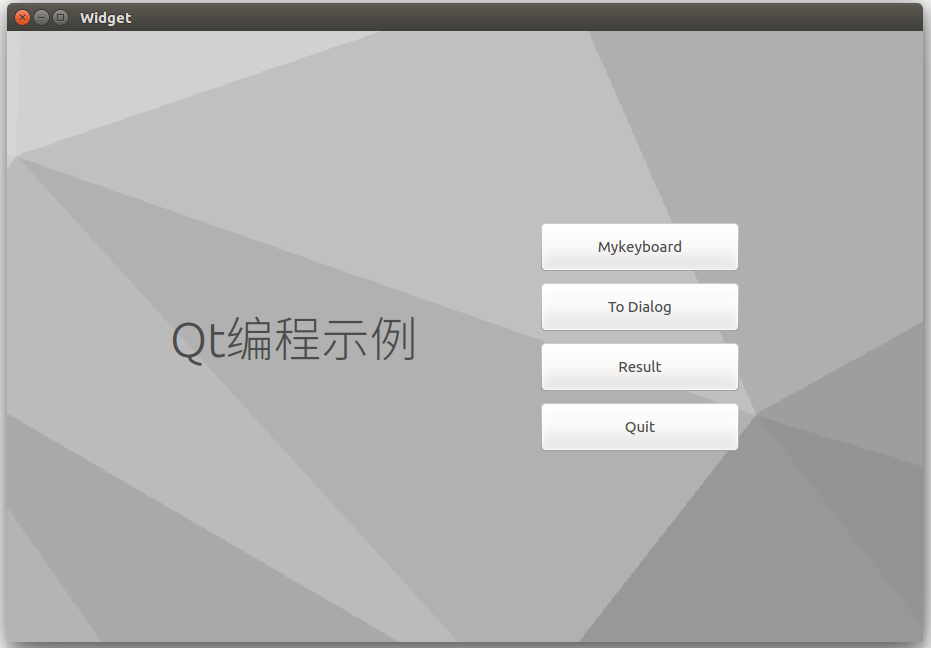 Widget
Qt编程示例
Mykeyboard
To Dialog
Result
Quit